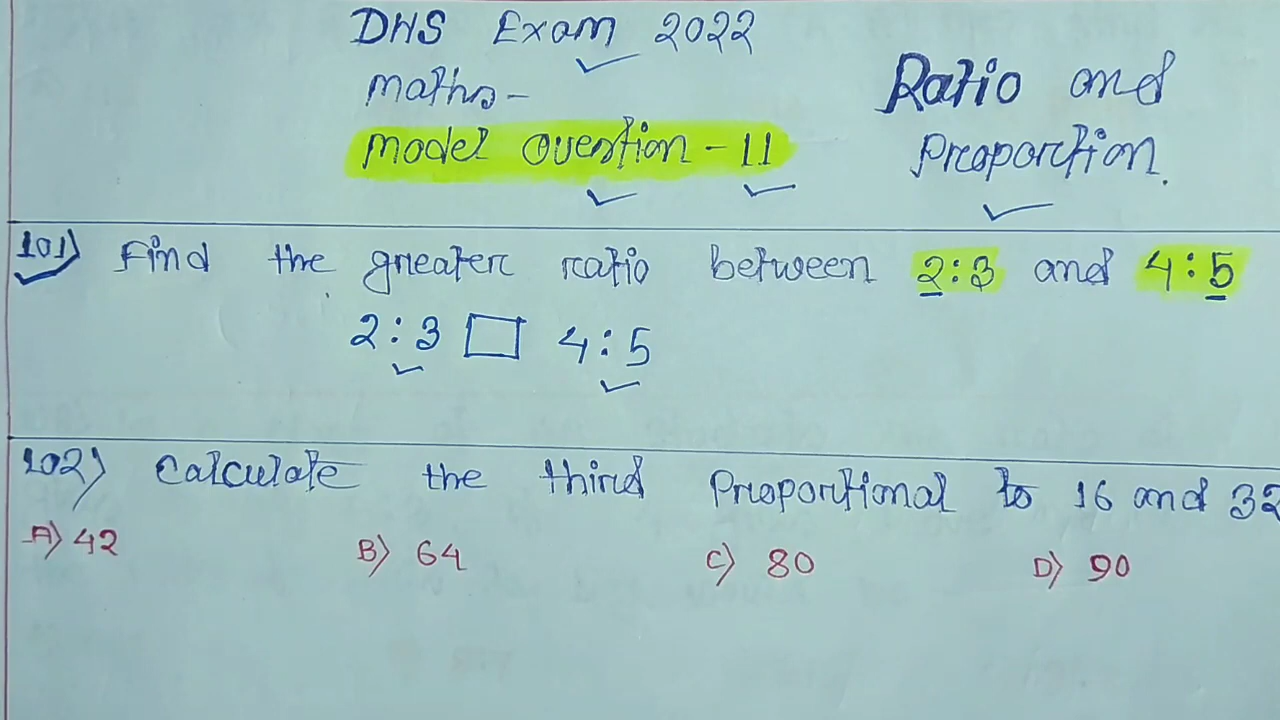 DHS Exam 2022
Maths-
Model Question - 11
Ratio and
Proportion.
101) Find the greater ratio between 2:3 and 4:5
2:3 □ 4:5
102) Calculate the third Proportional to 16 and 32
A) 42 B) 64 C) 80 D) 90